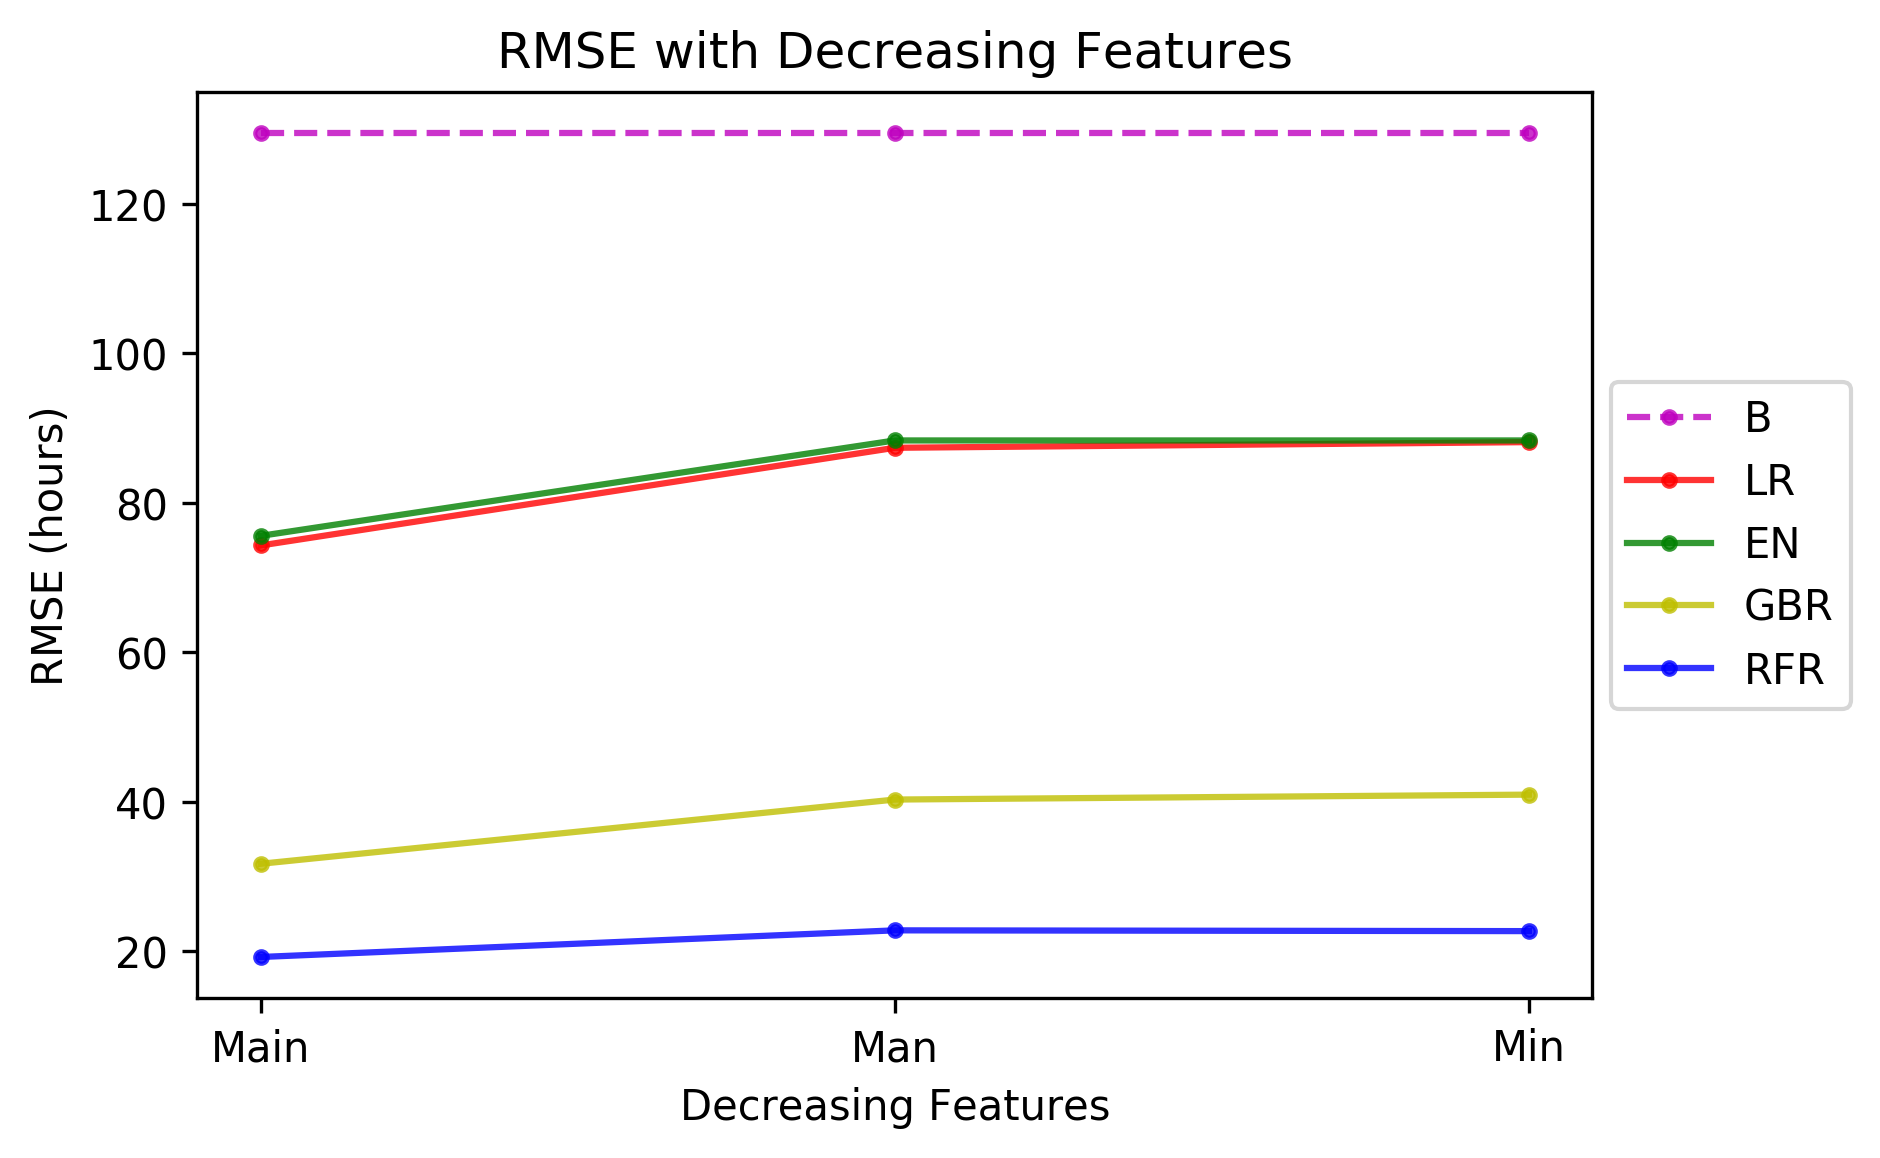 RMSE with Decreasing Features
RMSE (hours)
120
100
80
60
40
20
Main
Man
Min
Decreasing Features
B
LR
EN
GBR
RFR